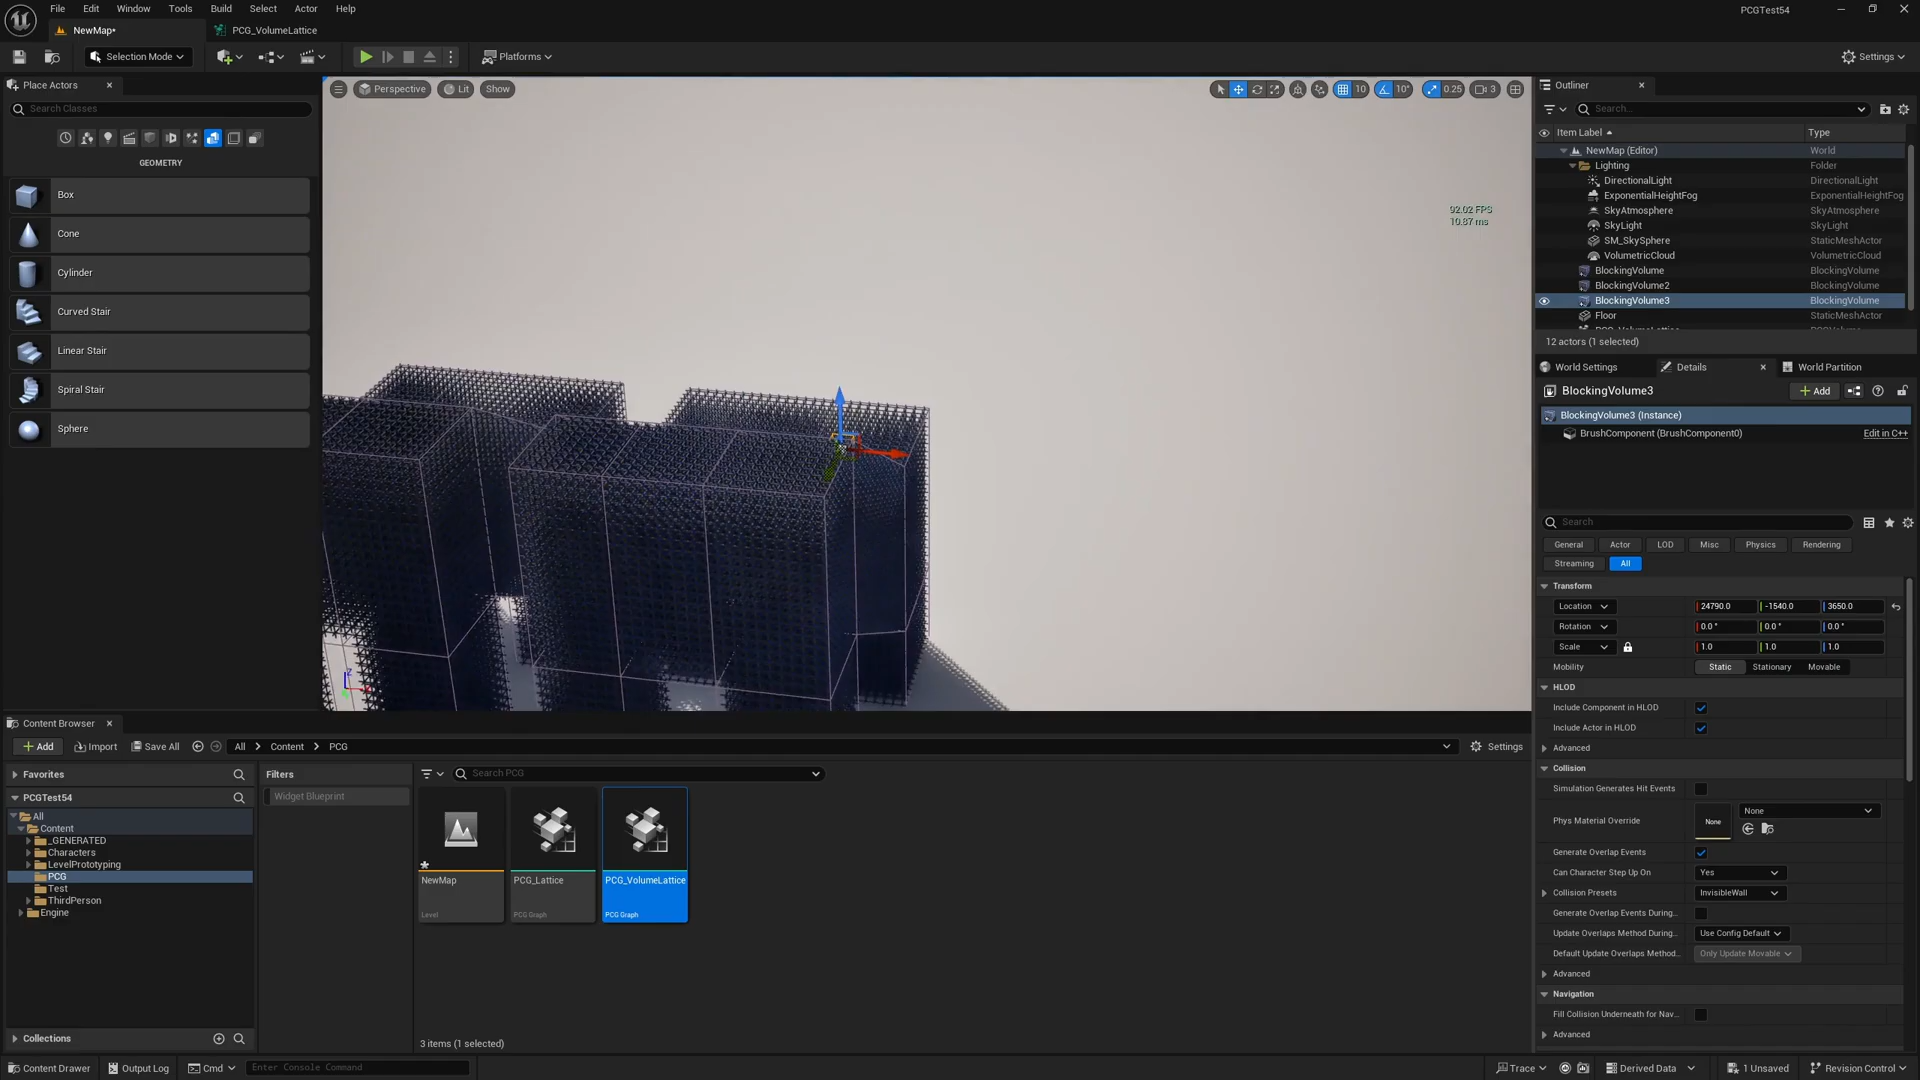 File Edit Window Tools Build Select Actor Help
PCGTest54
NewMap• PCG_VolumeLattice
Selection Mode Platforms Settings
Place Actors
Search Classes
GEOMETRY
Box
Cone
Cylinder
Curved Stair
Linear Stair
Spiral Stair
Sphere
Perspective Lit Show
10 10° 0.25 3
92.02 FPS
10.87 ms
Outliner
Search...
Item Label Type
NewMap (Editor) World
Lighting Folder
DirectionalLight DirectionalLight
ExponentialHeightFog ExponentialHeightFog
SkyAtmosphere SkyAtmosphere
SkyLight SkyLight
SM_SkySphere StaticMeshActor
VolumetricCloud VolumetricCloud
BlockingVolume BlockingVolume
BlockingVolume2 BlockingVolume
BlockingVolume3 BlockingVolume
Floor StaticMeshActor
12 actors (1 selected)
World Settings Details World Partition
BlockingVolume3 Add
BlockingVolume3 (Instance)
BrushComponent (BrushComponent0) Edit in C++
Search
General Actor LOD Misc Physics Rendering
Streaming All
Transform
Location 24790.0 -1540.0 3650.0
Rotation 0.0 ° 0.0 ° 0.0 °
Scale 1.0 1.0 1.0
Mobility Static Stationary Movable
HLOD
Include Component in HLOD
Include Actor in HLOD
Advanced
Collision
Simulation Generates Hit Events
Phys Material Override None None
Generate Overlap Events
Can Character Step Up On Yes
Collision Presets InvisibleWall
Generate Overlap Events During...
Update Overlaps Method During... Use Config Default
Default Update Overlaps Method... Only Update Movable
Advanced
Navigation
Fill Collision Underneath for Nav...
Advanced
Content Browser
Add Import Save All All Content PCG Settings
Favorites
PCGTest54
All
Content
_GENERATED
Characters
LevelPrototyping
PCG
Test
ThirdPerson
Engine
Collections
Filters
Widget Blueprint
Search PCG
NewMap
Level
PCG_Lattice
PCG Graph
PCG_VolumeLattice
PCG Graph
3 items (1 selected)
Content Drawer Output Log Cmd Enter Console Command Trace Derived Data 1 Unsaved Revision Control